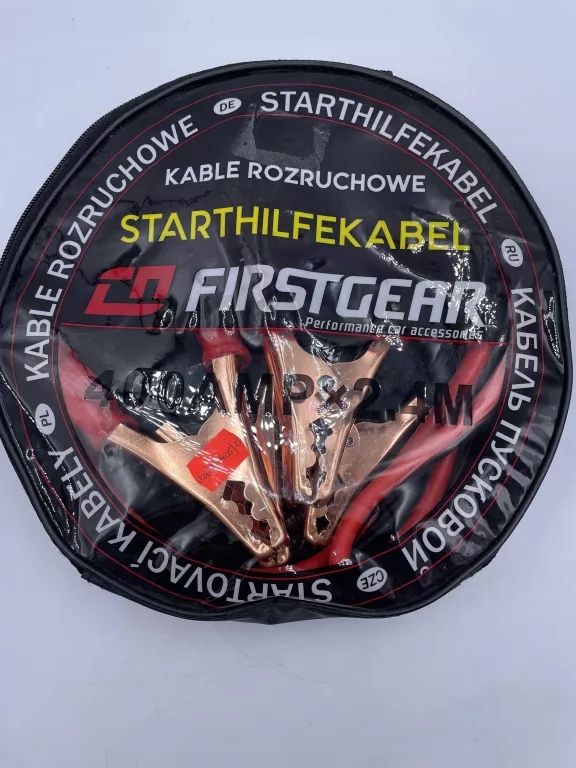 KABLE ROZRUCHOWE
STARTHILFEKABEL
FIRSTGEAR
Performance car accessories
400AMP×2.4M
PL
KABLE ROZRUCHOWE
DE
STARTHILFEKABEL
RU
КАБЕЛЬ ПУСКОВОЙ
CZE
STARTOVACÍ KABELY